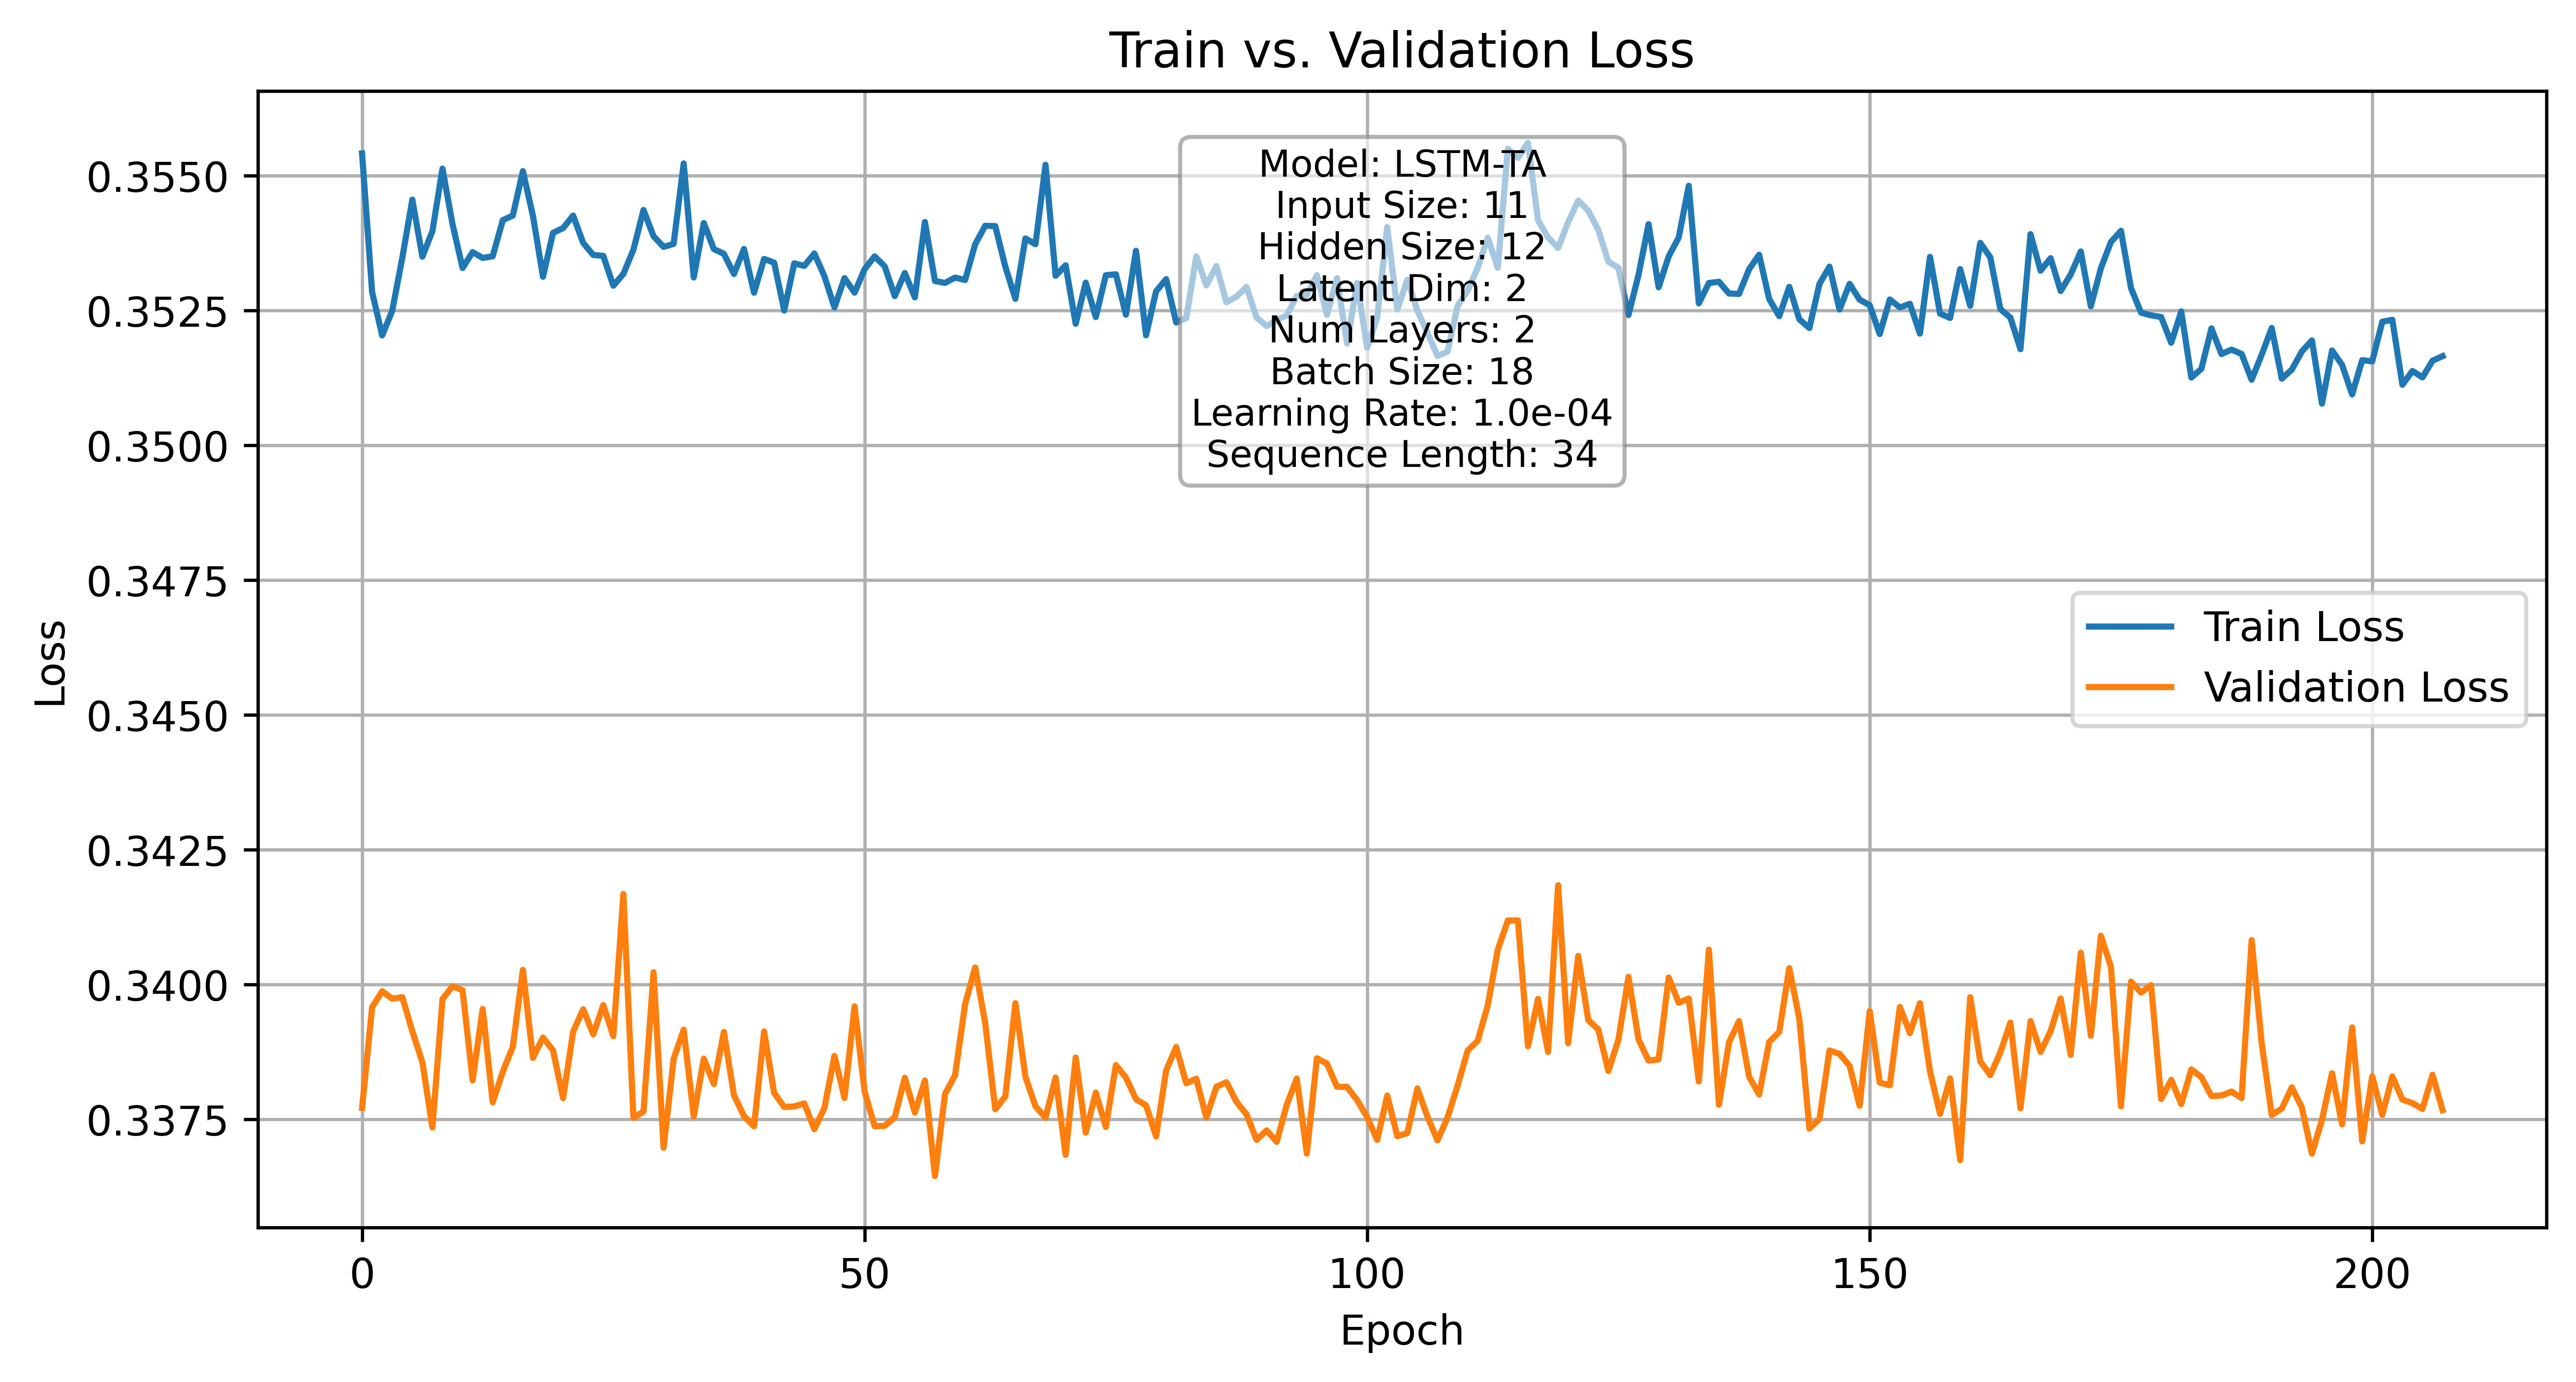 Train vs. Validation Loss
0.3550
0.3525
0.3500
0.3475
0.3450
0.3425
0.3400
0.3375
Loss
Model: LSTM-TA
Input Size: 11
Hidden Size: 12
Latent Dim: 2
Num Layers: 2
Batch Size: 18
Learning Rate: 1.0e-04
Sequence Length: 34
Train Loss
Validation Loss
0 50 100 150 200
Epoch